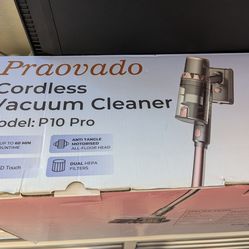 Praovado
Cordless
Vacuum Cleaner
Model: P10 Pro
UP TO 60 MIN
RUNTIME
ANTI TANGLE
MOTORISED
ALL-FLOOR HEAD
D Touch
DUAL HEPA
FILTERS